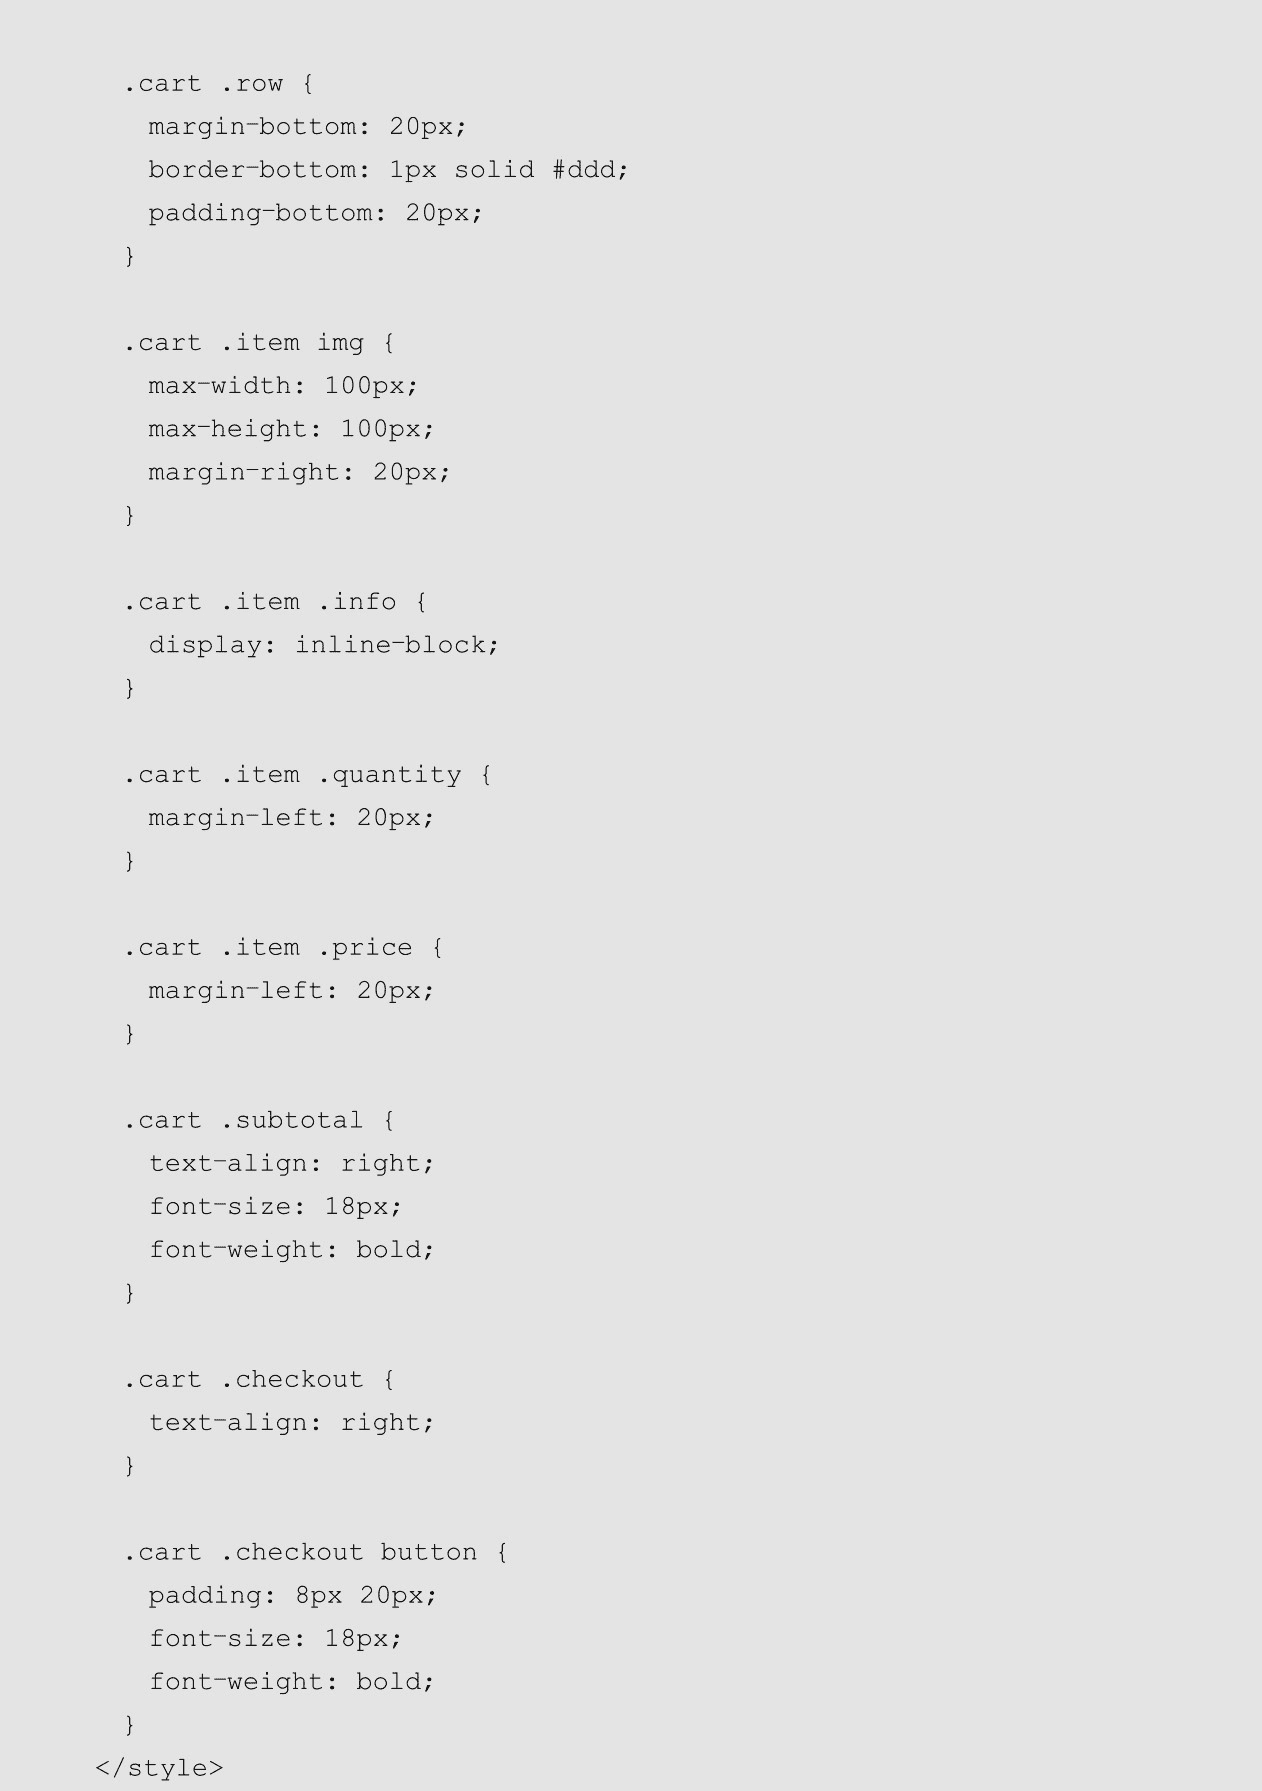 .cart .row {
margin-bottom: 20px;
border-bottom: 1px solid #ddd;
padding-bottom: 20px;
}
.cart .item img {
max-width: 100px;
max-height: 100px;
margin-right: 20px;
}
.cart .item .info {
display: inline-block;
}
.cart .item .quantity {
margin-left: 20px;
}
.cart .item .price {
margin-left: 20px;
}
.cart .subtotal {
text-align: right;
font-size: 18px;
font-weight: bold;
}
.cart .checkout {
text-align: right;
}
.cart .checkout button {
padding: 8px 20px;
font-size: 18px;
font-weight: bold;
}
</style>